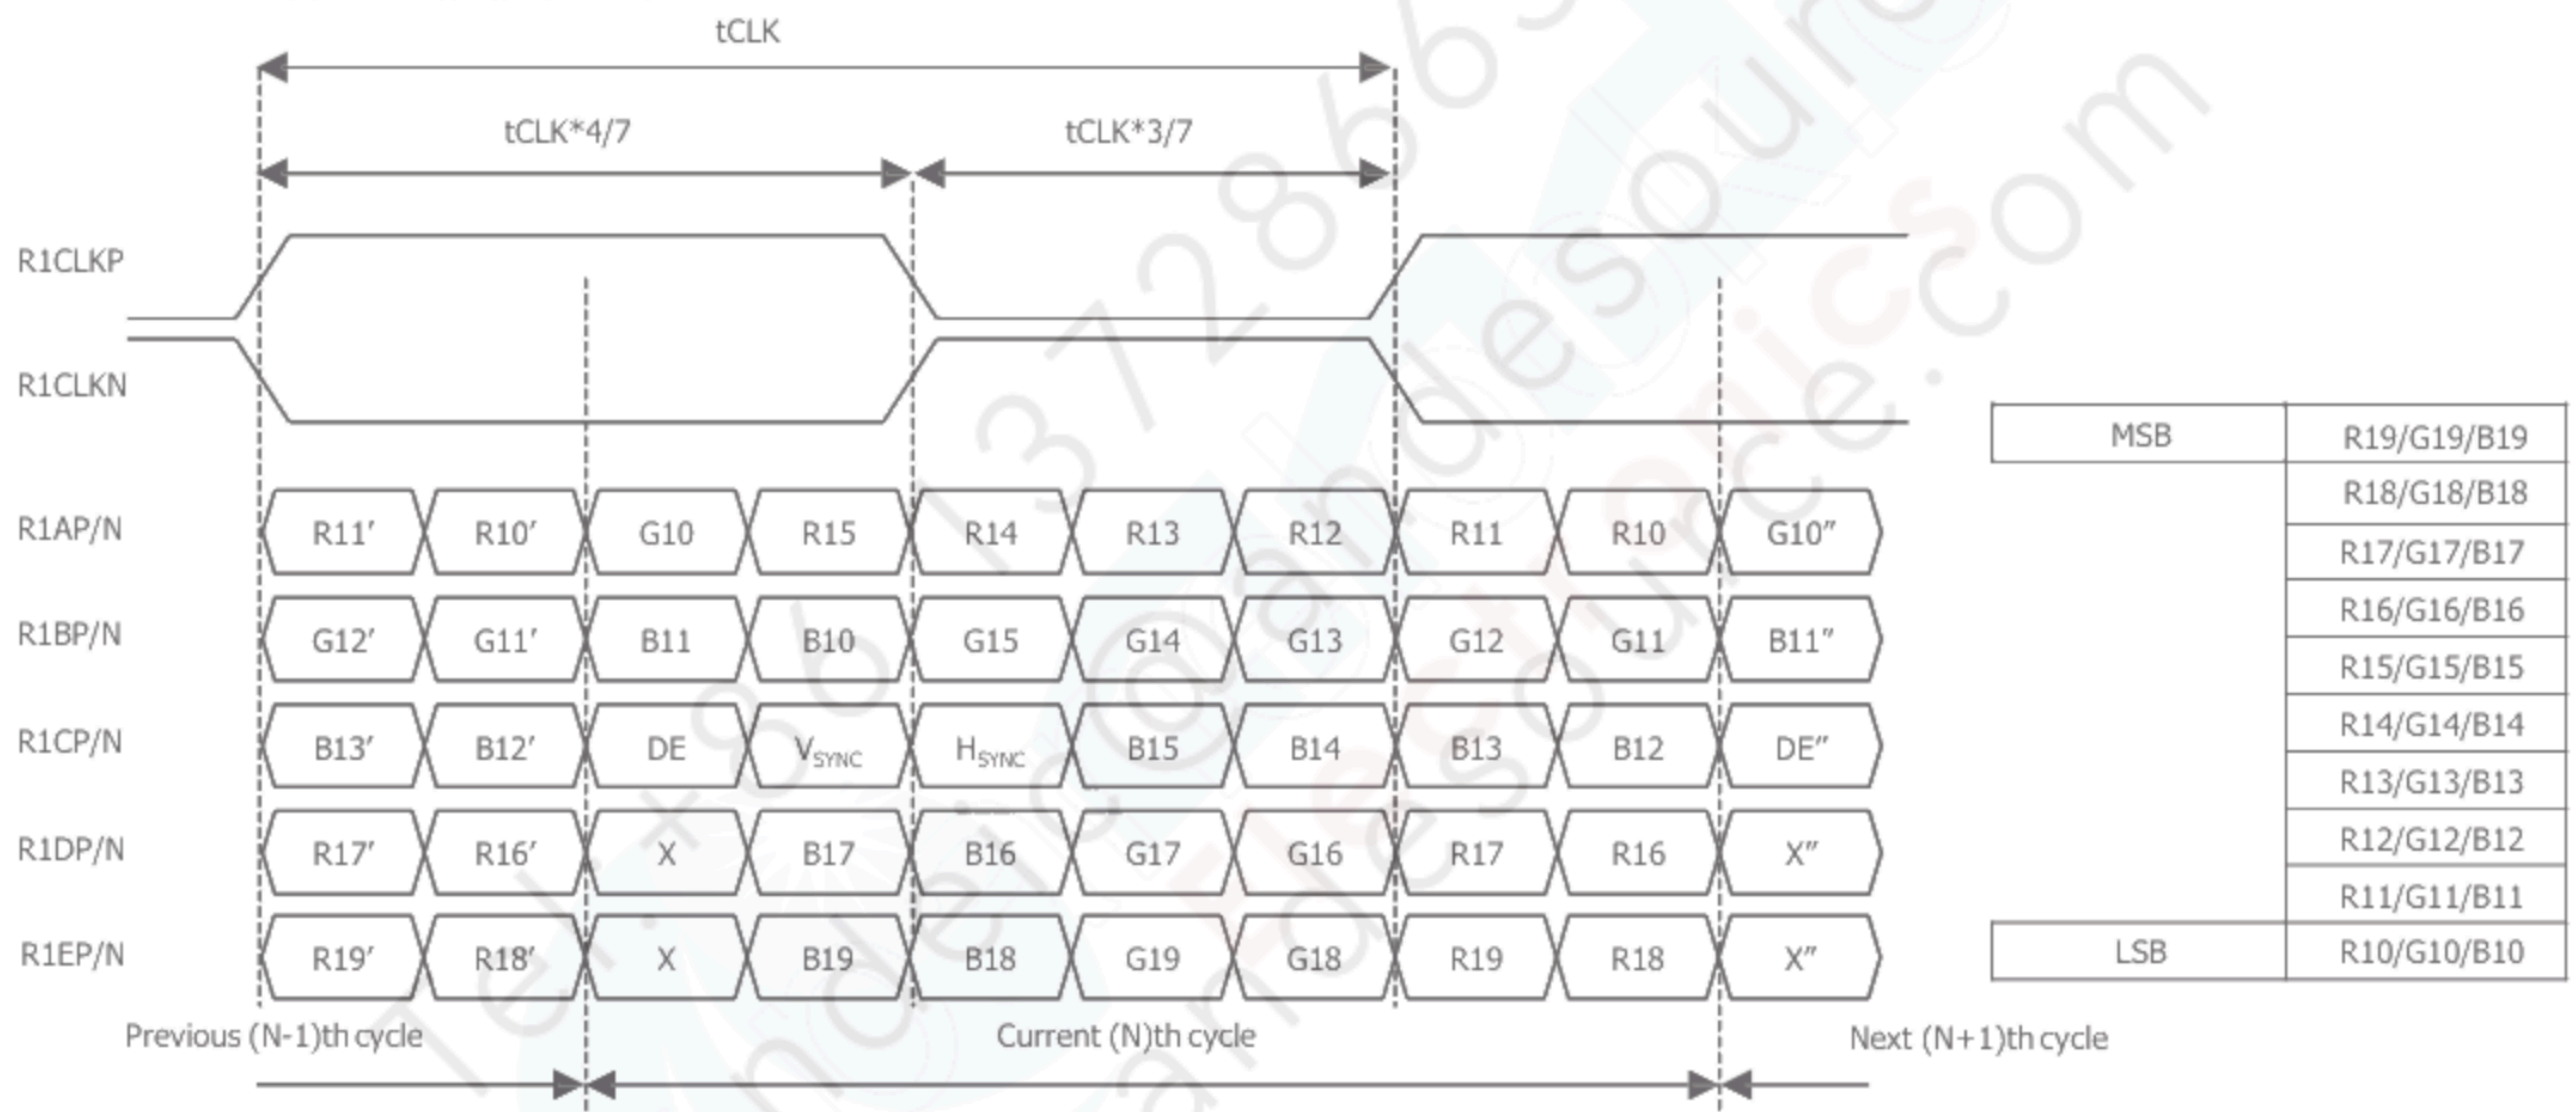 tCLK
tCLK*4/7 tCLK*3/7
R1CLKP
R1CLKN
R1AP/N R11′ R10′ G10 R15 R14 R13 R12 R11 R10 G10″
R1BP/N G12′ G11′ B11 B10 G15 G14 G13 G12 G11 B11″
R1CP/N B13′ B12′ DE VSYNC HSYNC B15 B14 B13 B12 DE″
R1DP/N R17′ R16′ X B17 B16 G17 G16 R17 R16 X″
R1EP/N R19′ R18′ X B19 B18 G19 G18 R19 R18 X″
Previous (N-1)th cycle Current (N)th cycle Next (N+1)th cycle
MSB R19/G19/B19
R18/G18/B18
R17/G17/B17
R16/G16/B16
R15/G15/B15
R14/G14/B14
R13/G13/B13
R12/G12/B12
R11/G11/B11
LSB R10/G10/B10